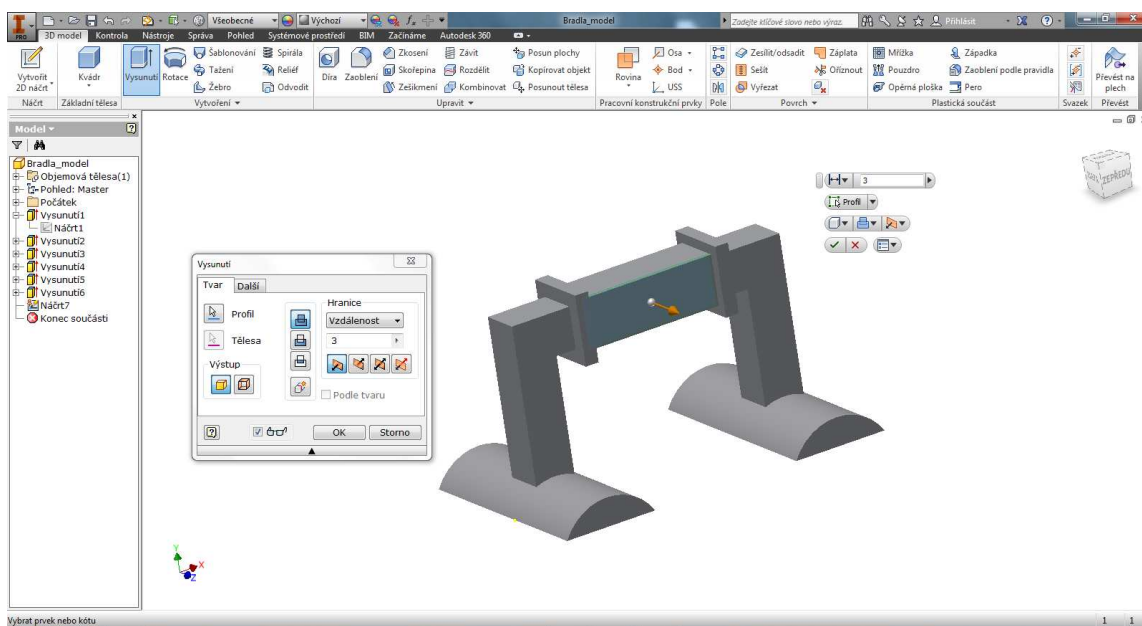 PRO
Všeobecné Výchozí Bradla_model Zadejte klíčové slovo nebo výraz. Přihlásit
3D model Kontrola Nástroje Správa Pohled Systémové prostředí BIM Začínáme Autodesk 360
Vytvořit 2D náčrt
Kvádr
Vysunutí
Rotace
Šablonování Spirála
Tažení Reliéf
Žebro Odvodit
Díra
Zaoblení
Zkosení Závit Posun plochy
Skořepina Rozdělit Kopírovat objekt
Zešikmení Kombinovat Posunout tělesa
Rovina
Osa
Bod
USS
Zesílit/odsadit Záplata
Sešít Oříznout
Vyřezat
Mřížka Západka
Pouzdro Zaoblení podle pravidla
Opěrná ploška Pero
Převést na plech
Náčrt Základní tělesa Vytvoření Upravit Pracovní konstrukční prvky Pole Povrch Plastická součást Svazek Převést
Model
Bradla_model
Objemová tělesa(1)
Pohled: Master
Počátek
Vysunutí1
Náčrt1
Vysunutí2
Vysunutí3
Vysunutí4
Vysunutí5
Vysunutí6
Náčrt7
Konec součásti
Vysunutí
Tvar Další
Profil
Tělesa
Výstup
Hranice
Vzdálenost
3
Podle tvaru
OK Storno
3
Profil
ZEPŘEDU
Y
X
Z
Vybrat prvek nebo kótu
1 1